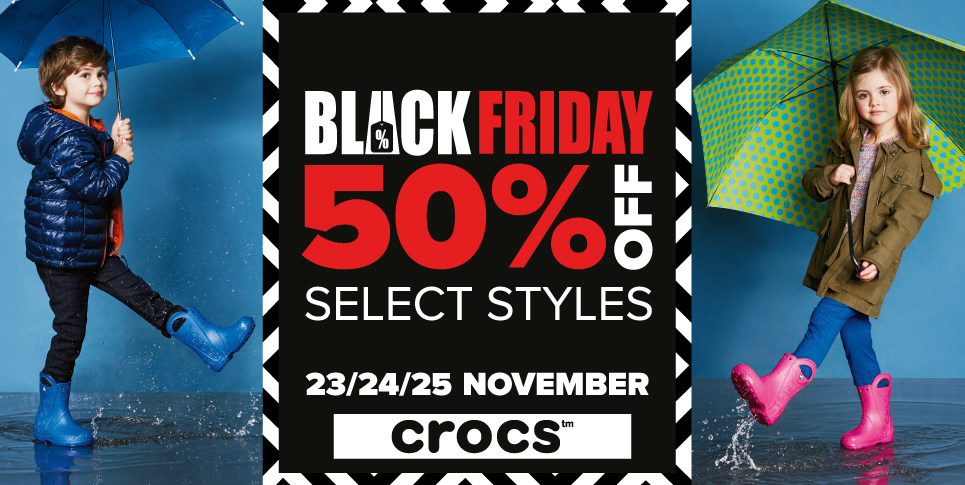 BLACK FRIDAY
50% OFF
SELECT STYLES
23/24/25 NOVEMBER
crocs™